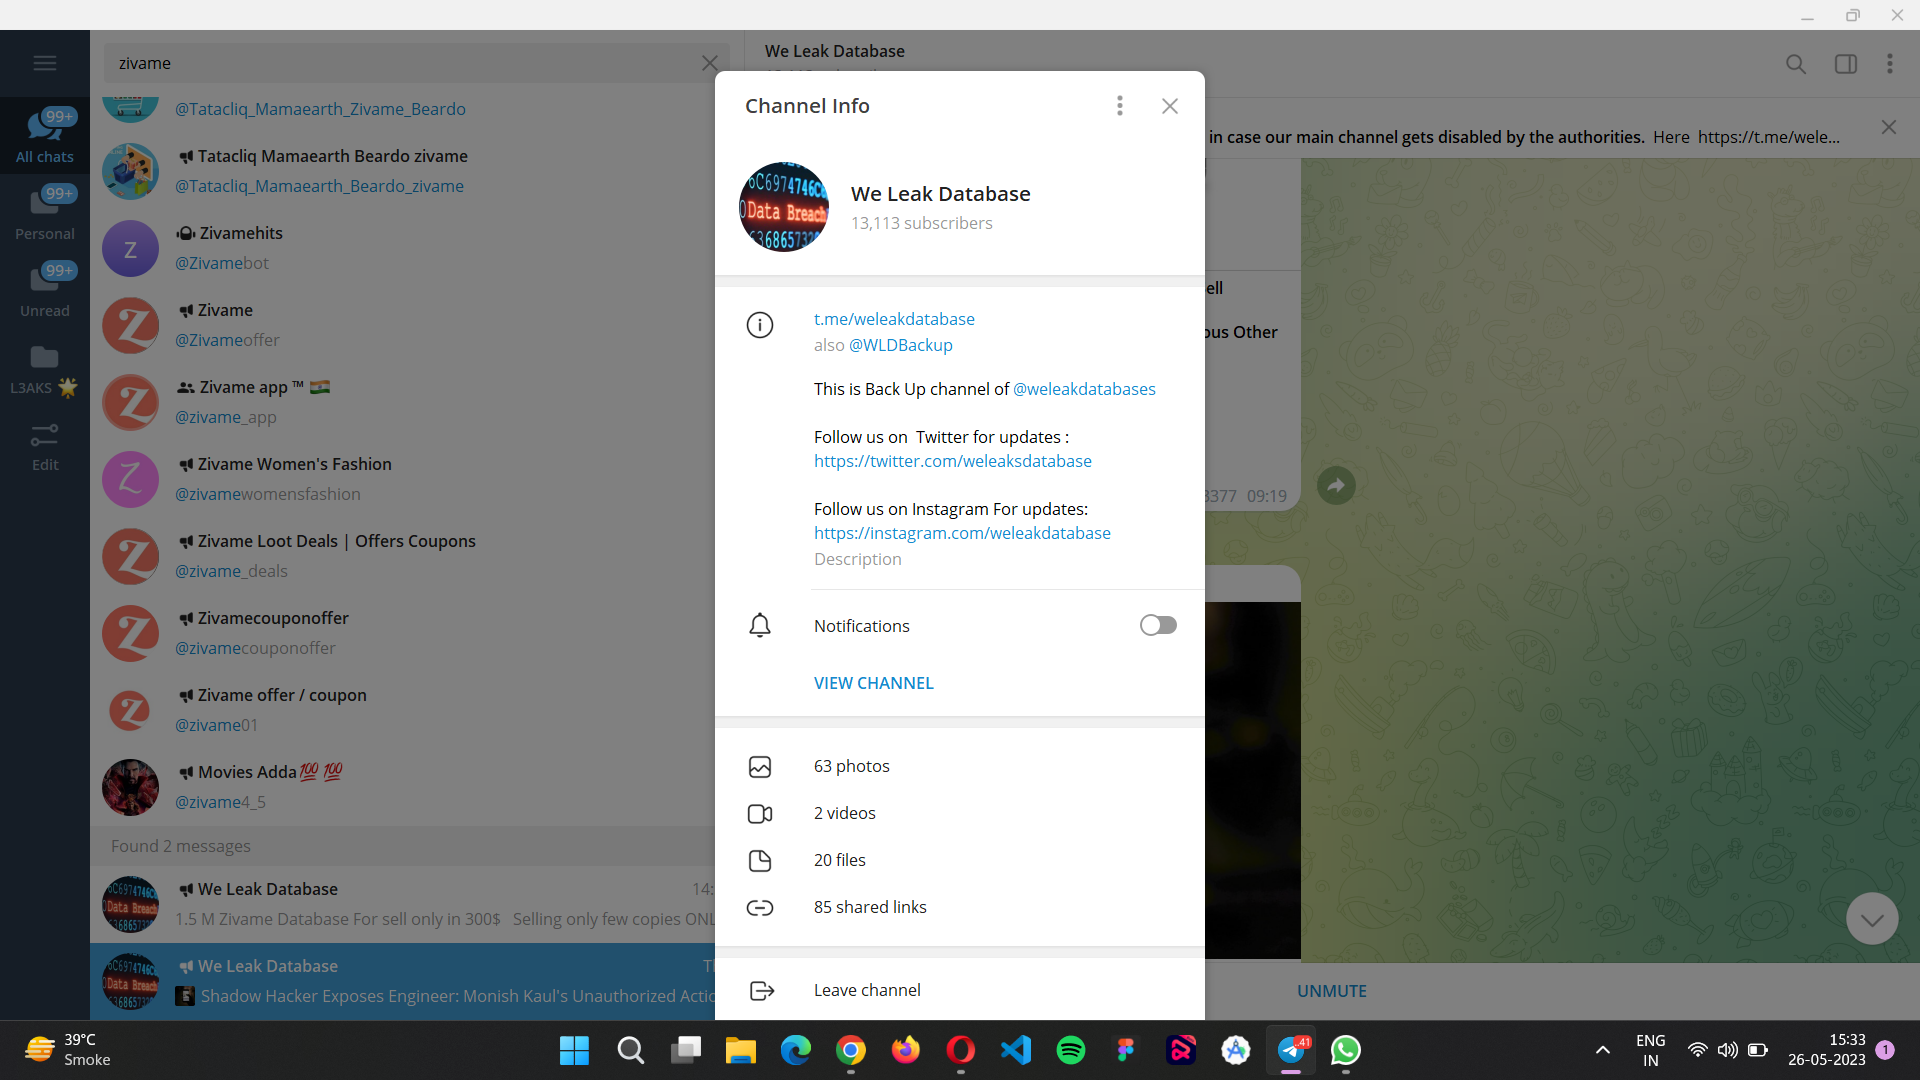 zivame
99+
All chats
99+
Personal
99+
Unread
L3AKS
Edit
@Tatacliq_Mamaearth_Zivame_Beardo
Tatacliq Mamaearth Beardo zivame
@Tatacliq_Mamaearth_Beardo_zivame
Z
Zivamehits
@Zivamebot
Zivame
@Zivameoffer
Zivame app ™ 🇮🇳
@zivame_app
Zivame Women's Fashion
@zivamewomensfashion
Zivame Loot Deals | Offers Coupons
@zivame_deals
Zivamecouponoffer
@zivamecouponoffer
Zivame offer / coupon
@zivame01
Movies Adda💯 💯
@zivame4_5
Found 2 messages
We Leak Database
14:
1.5 M Zivame Database For sell only in 300$ Selling only few copies ONL
We Leak Database
Shadow Hacker Exposes Engineer: Monish Kaul's Unauthorized Actio
We Leak Database
in case our main channel gets disabled by the authorities. Here https://t.me/wele...
ell
ous Other
3377 09:19
UNMUTE
Channel Info
6C6974746C6
Data Breach
We Leak Database
13,113 subscribers
t.me/weleakdatabase
also @WLDBackup
This is Back Up channel of @weleakdatabases
Follow us on Twitter for updates :
https://twitter.com/weleaksdatabase
Follow us on Instagram For updates:
https://instagram.com/weleakdatabase
Description
Notifications
VIEW CHANNEL
63 photos
2 videos
20 files
85 shared links
Leave channel
39°C
Smoke
.41
ENG
IN
15:33
26-05-2023
1